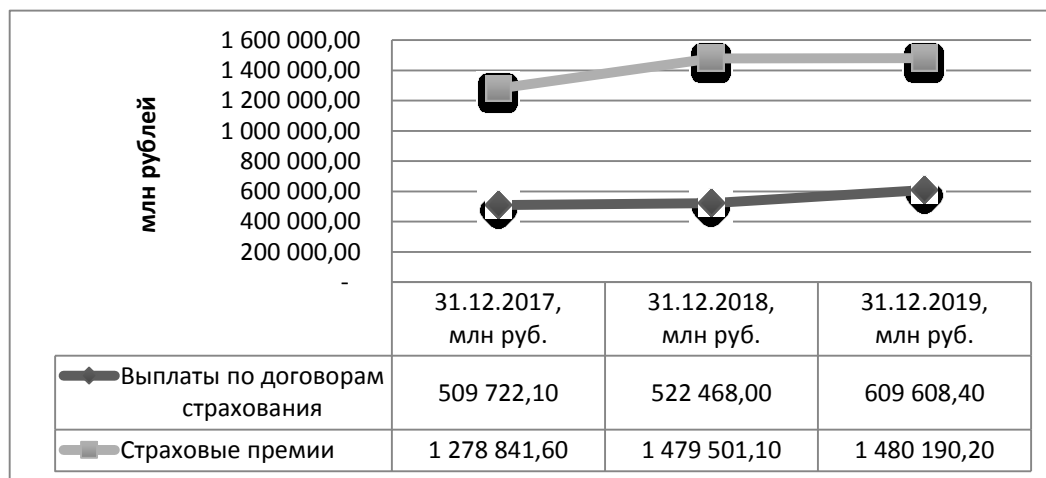 1 600 000,00
1 400 000,00
1 200 000,00
1 000 000,00
800 000,00
600 000,00
400 000,00
200 000,00
-
млн рублей
31.12.2017, млн руб.
31.12.2018, млн руб.
31.12.2019, млн руб.
Выплаты по договорам страхования
509 722,10
522 468,00
609 608,40
Страховые премии
1 278 841,60
1 479 501,10
1 480 190,20